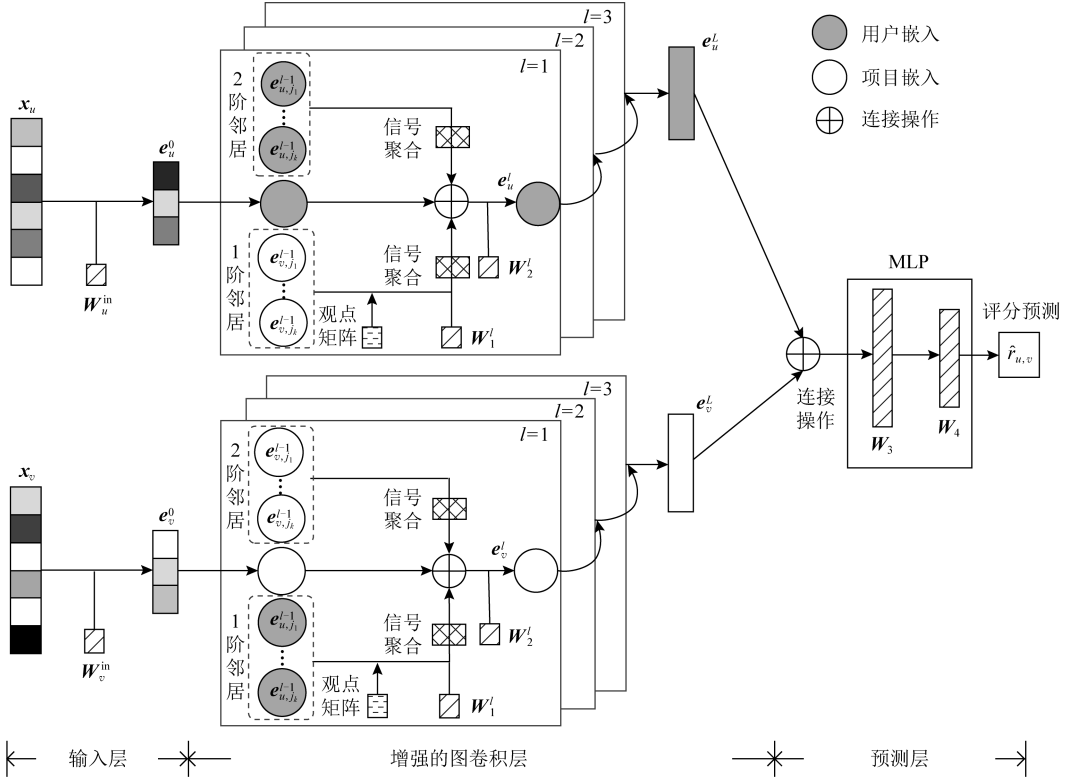 l=3
l=2
l=1
x_u
e_u^0
W_u^in
2阶邻居
e_{u,j_1}^{l-1}
e_{u,j_k}^{l-1}
信号聚合
e_u^l
1阶邻居
e_{v,j_1}^{l-1}
e_{v,j_k}^{l-1}
信号聚合
W_2^l
观点矩阵
W_1^l
e_u^L
用户嵌入
项目嵌入
连接操作
l=3
l=2
l=1
x_v
e_v^0
W_v^in
2阶邻居
e_{v,j_1}^{l-1}
e_{v,j_k}^{l-1}
信号聚合
e_v^l
1阶邻居
e_{u,j_1}^{l-1}
e_{u,j_k}^{l-1}
信号聚合
W_2^l
观点矩阵
W_1^l
e_v^L
连接操作
MLP
W_3
W_4
评分预测
r̂_{u,v}
输入层
增强的图卷积层
预测层